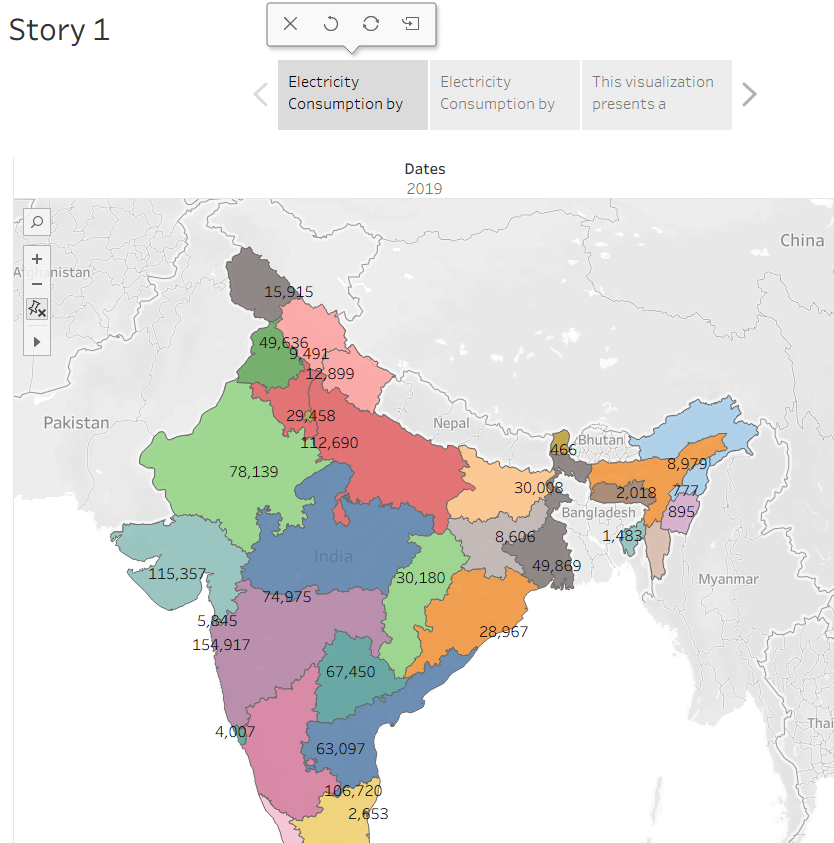 Story 1
Electricity
Consumption by
Electricity
Consumption by
This visualization
presents a
Dates
2019
China
Afghanistan
15,915
49,636
9,491
12,899
Pakistan
Nepal
29,458
112,690
466
Bhutan
8,979
78,139
30,008
2,018
777
895
Bangladesh
8,606
1,483
India
49,869
115,357
30,180
Myanmar
74,975
5,845
28,967
154,917
67,450
Thai
4,007
63,097
106,720
2,653